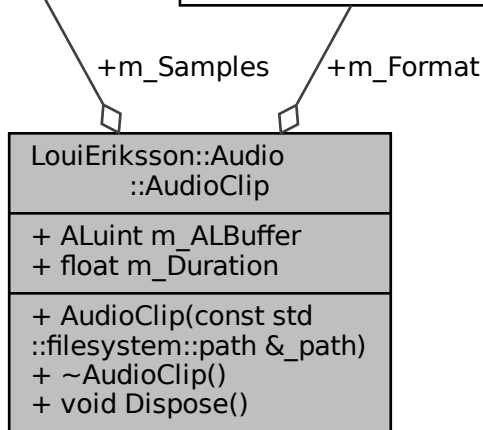 +m_Samples
+m_Format
LouiEriksson::Audio
::AudioClip
+ ALuint m_ALBuffer
+ float m_Duration
+ AudioClip(const std
::filesystem::path &_path)
+ ~AudioClip()
+ void Dispose()